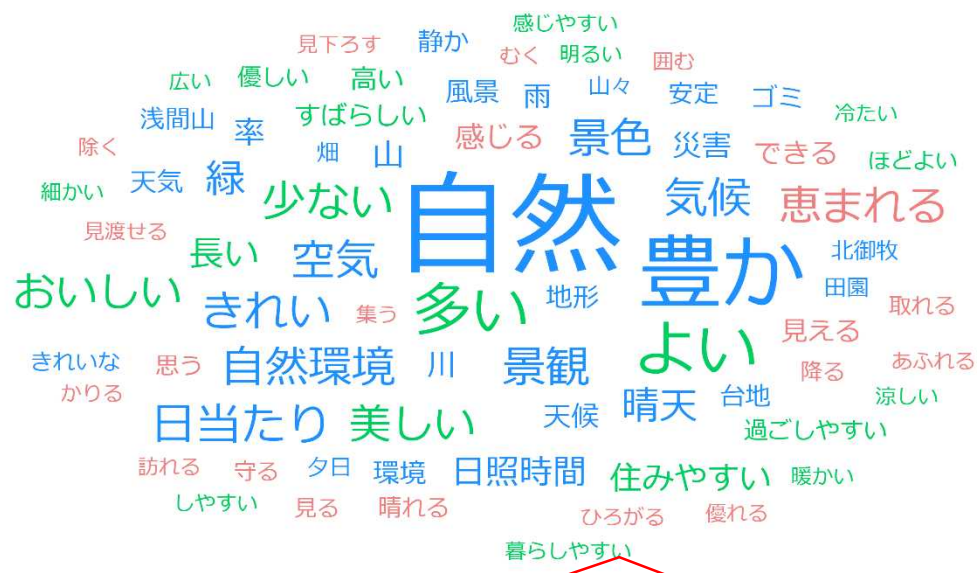 感じやすい
見下ろす 静か むく 明るい 囲む
広い 優しい 高い 風景 雨 山々 安定 ゴミ
浅間山 率 すばらしい 感じる 景色 災害 できる 冷たい
除く 天気 緑 畑 山 ほどよい
細かい 少ない 自然 気候 恵まれる
見渡せる 長い 空気 豊か 北御牧
おいしい きれい 集う 多い 地形 田園 取れる
きれいな 思う 自然環境 川 景観 よい 見える あふれる
かりる 降る 涼しい
日当たり 美しい 天候 晴天 台地 過ごしやすい
訪れる 守る 夕日 環境 日照時間 住みやすい 暖かい
しやすい 見る 晴れる ひろがる 優れる
暮らしやすい